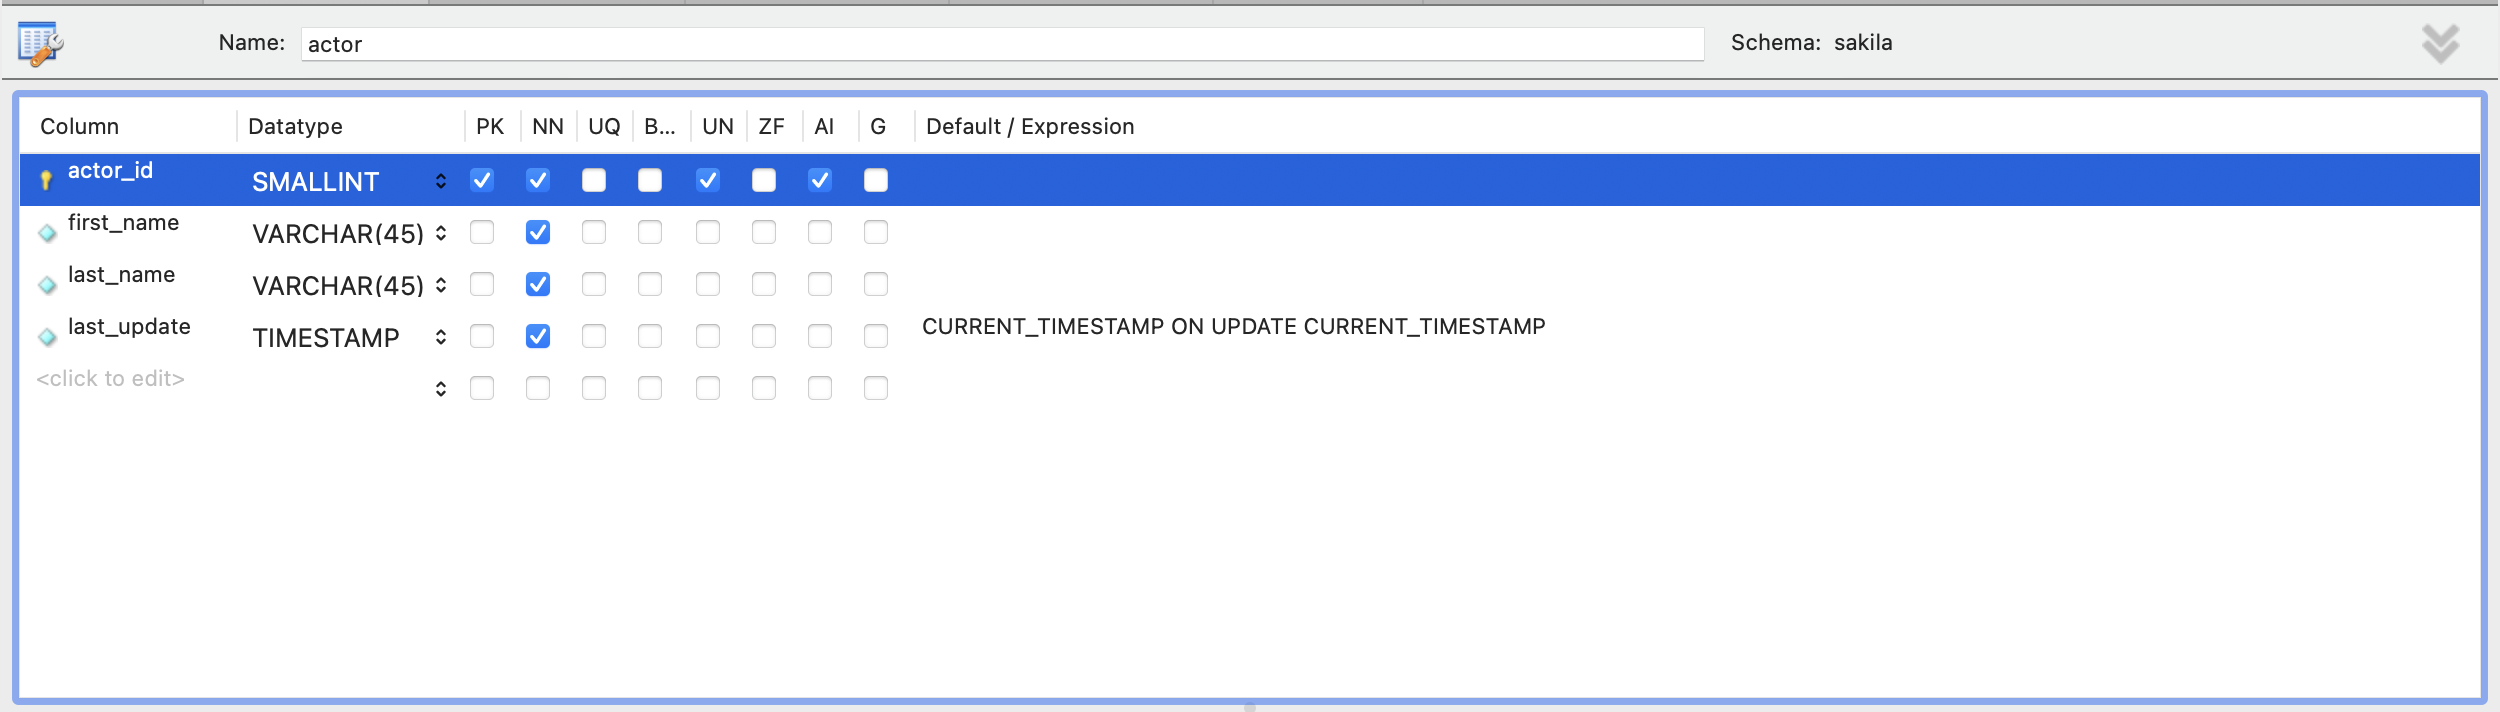 Name: actor Schema: sakila
Column Datatype PK NN UQ B... UN ZF AI G Default / Expression
actor_id SMALLINT
first_name VARCHAR(45)
last_name VARCHAR(45)
last_update TIMESTAMP CURRENT_TIMESTAMP ON UPDATE CURRENT_TIMESTAMP
<click to edit>